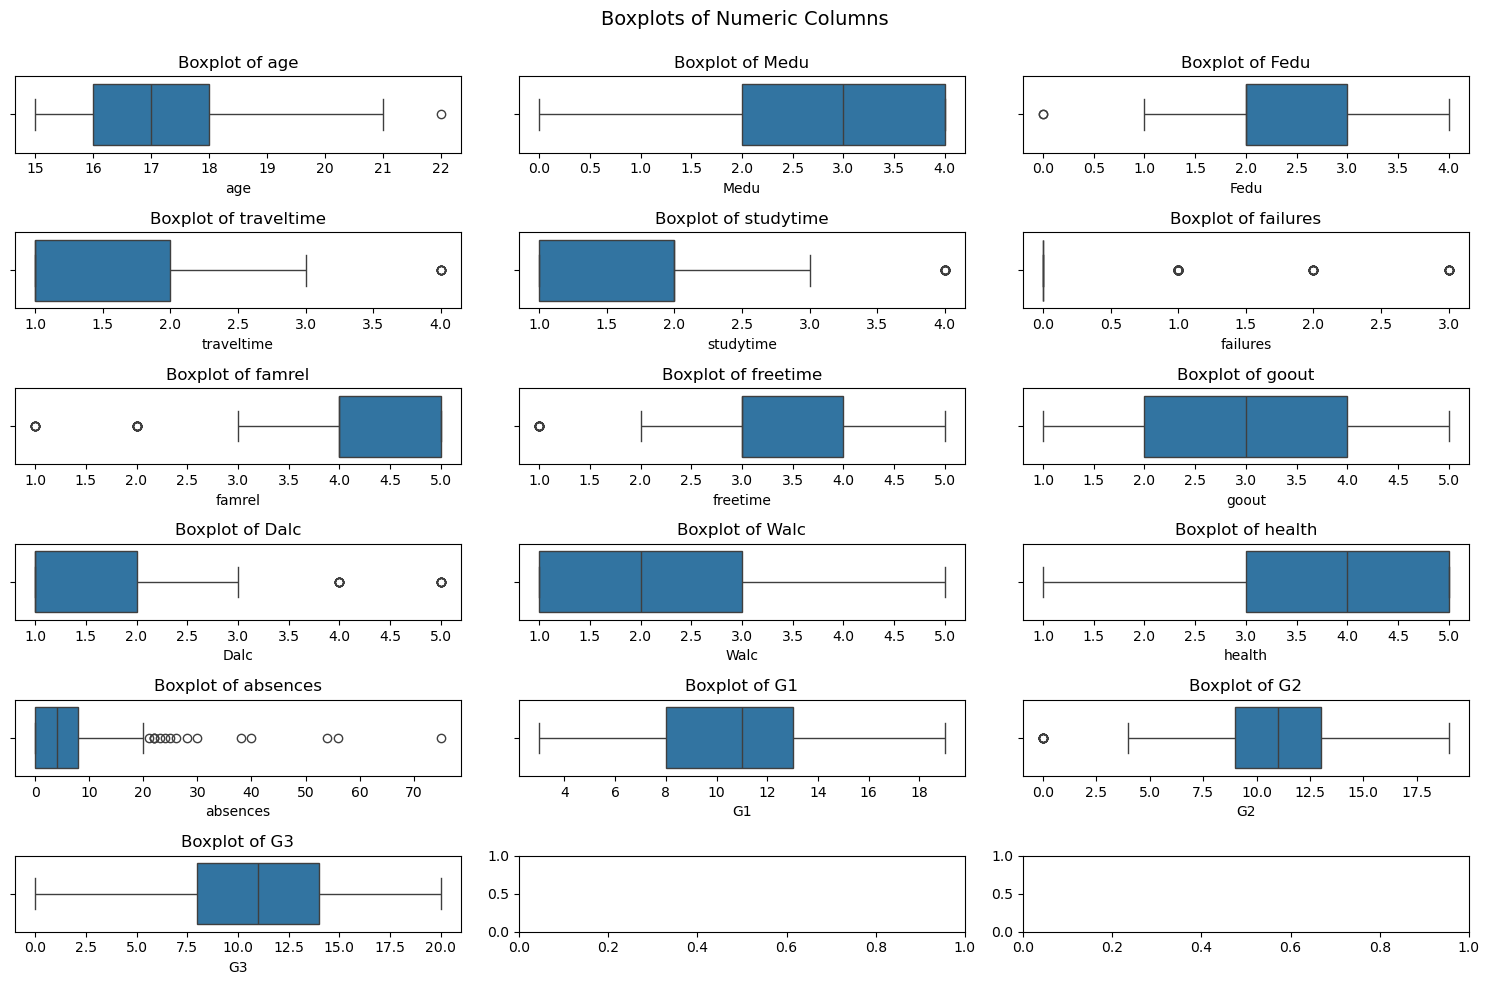 Boxplots of Numeric Columns
Boxplot of age
15 16 17 18 19 20 21 22
age
Boxplot of Medu
0.0 0.5 1.0 1.5 2.0 2.5 3.0 3.5 4.0
Medu
Boxplot of Fedu
0.0 0.5 1.0 1.5 2.0 2.5 3.0 3.5 4.0
Fedu
Boxplot of traveltime
1.0 1.5 2.0 2.5 3.0 3.5 4.0
traveltime
Boxplot of studytime
1.0 1.5 2.0 2.5 3.0 3.5 4.0
studytime
Boxplot of failures
0.0 0.5 1.0 1.5 2.0 2.5 3.0
failures
Boxplot of famrel
1.0 1.5 2.0 2.5 3.0 3.5 4.0 4.5 5.0
famrel
Boxplot of freetime
1.0 1.5 2.0 2.5 3.0 3.5 4.0 4.5 5.0
freetime
Boxplot of goout
1.0 1.5 2.0 2.5 3.0 3.5 4.0 4.5 5.0
goout
Boxplot of Dalc
1.0 1.5 2.0 2.5 3.0 3.5 4.0 4.5 5.0
Dalc
Boxplot of Walc
1.0 1.5 2.0 2.5 3.0 3.5 4.0 4.5 5.0
Walc
Boxplot of health
1.0 1.5 2.0 2.5 3.0 3.5 4.0 4.5 5.0
health
Boxplot of absences
0 10 20 30 40 50 60 70
absences
Boxplot of G1
4 6 8 10 12 14 16 18
G1
Boxplot of G2
0.0 2.5 5.0 7.5 10.0 12.5 15.0 17.5
G2
Boxplot of G3
0.0 2.5 5.0 7.5 10.0 12.5 15.0 17.5 20.0
G3
1.0
0.5
0.0
0.0 0.2 0.4 0.6 0.8 1.0
1.0
0.5
0.0
0.0 0.2 0.4 0.6 0.8 1.0